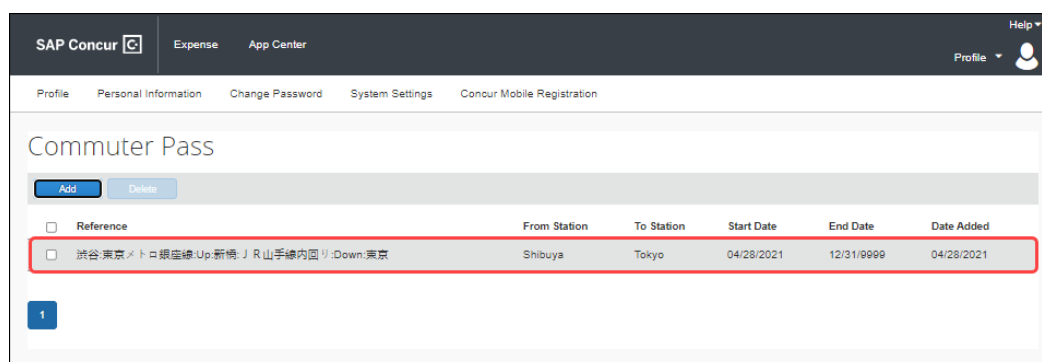 Help
SAP Concur C Expense App Center
Profile
Profile Personal Information Change Password System Settings Concur Mobile Registration
Commuter Pass
Add Delete
Reference From Station To Station Start Date End Date Date Added
渋谷:東京メトロ銀座線:Up:新橋:ＪＲ山手線内回り:Down:東京 Shibuya Tokyo 04/28/2021 12/31/9999 04/28/2021
1